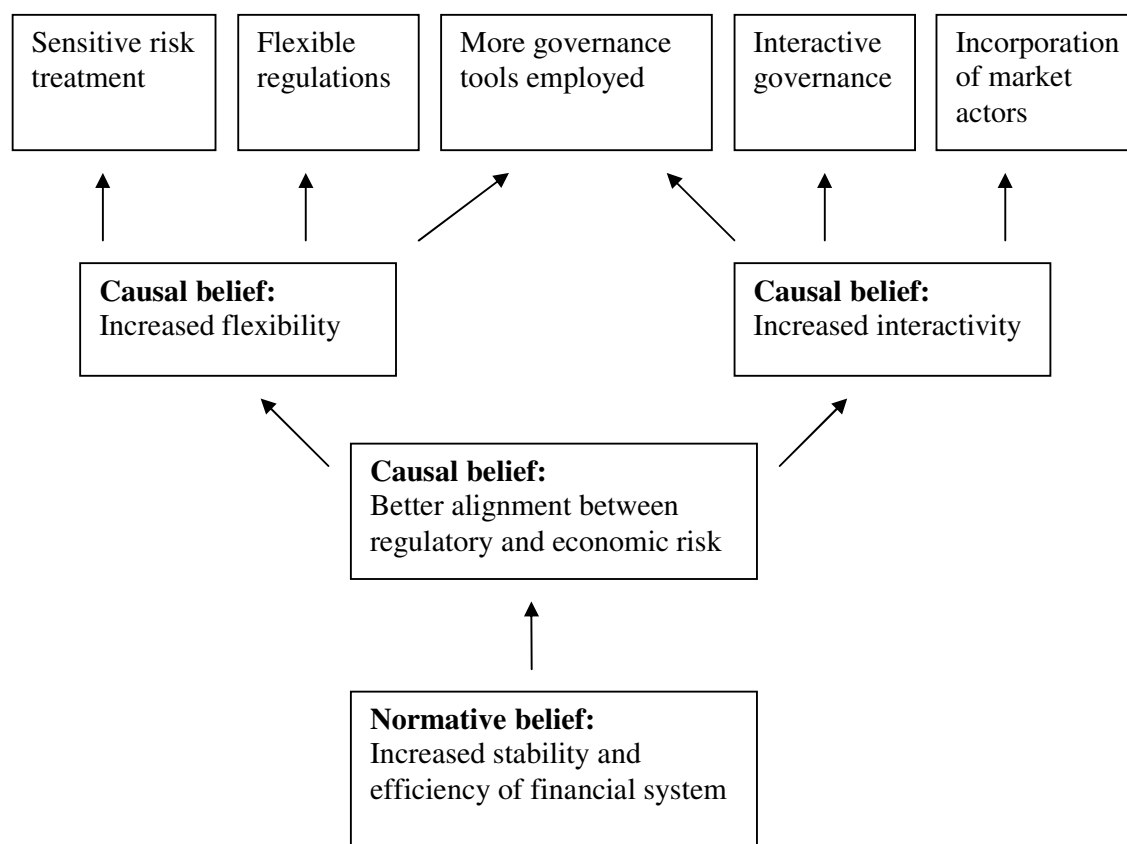 Sensitive risk
treatment
Flexible
regulations
More governance
tools employed
Interactive
governance
Incorporation
of market
actors
Causal belief:
Increased flexibility
Causal belief:
Increased interactivity
Causal belief:
Better alignment between
regulatory and economic risk
Normative belief:
Increased stability and
efficiency of financial system